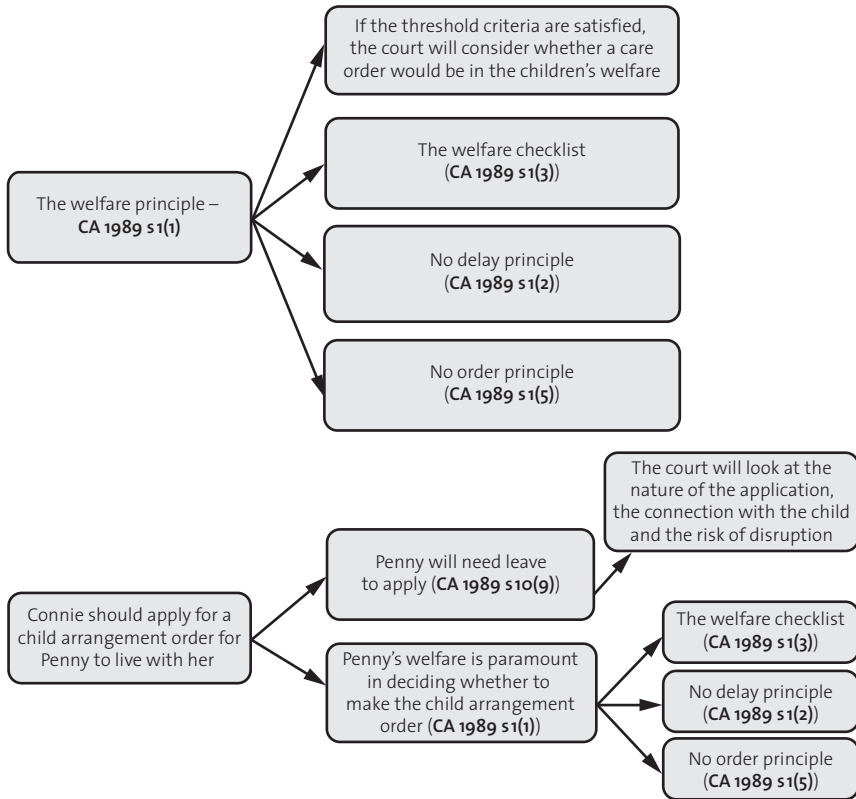 If the threshold criteria are satisfied,
the court will consider whether a care
order would be in the children's welfare
The welfare principle –
CA 1989 s1(1)
The welfare checklist
(CA 1989 s1(3))
No delay principle
(CA 1989 s1(2))
No order principle
(CA 1989 s1(5))
Connie should apply for a
child arrangement order for
Penny to live with her
Penny will need leave
to apply (CA 1989 s10(9))
The court will look at the
nature of the application,
the connection with the child
and the risk of disruption
Penny's welfare is paramount
in deciding whether to
make the child arrangement
order (CA 1989 s1(1))
The welfare checklist
(CA 1989 s1(3))
No delay principle
(CA 1989 s1(2))
No order principle
(CA 1989 s1(5))